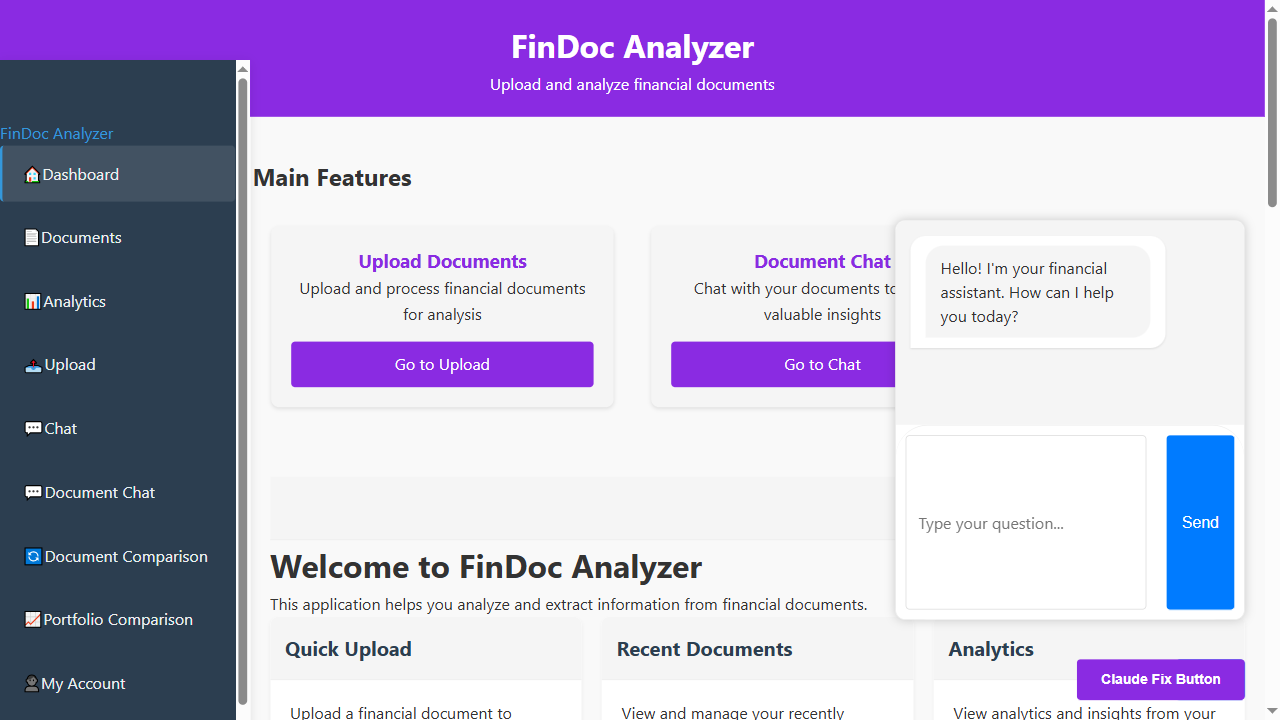 FinDoc Analyzer
Upload and analyze financial documents
FinDoc Analyzer
Dashboard
Documents
Analytics
Upload
Chat
Document Chat
Document Comparison
Portfolio Comparison
My Account
Main Features
Upload Documents
Upload and process financial documents
for analysis
Go to Upload
Document Chat
Chat with your documents to
valuable insights
Go to Chat
Hello! I'm your financial
assistant. How can I help
you today?
Type your question...
Send
Welcome to FinDoc Analyzer
This application helps you analyze and extract information from financial documents.
Quick Upload
Upload a financial document to
Recent Documents
View and manage your recently
Analytics
View analytics and insights from your
Claude Fix Button